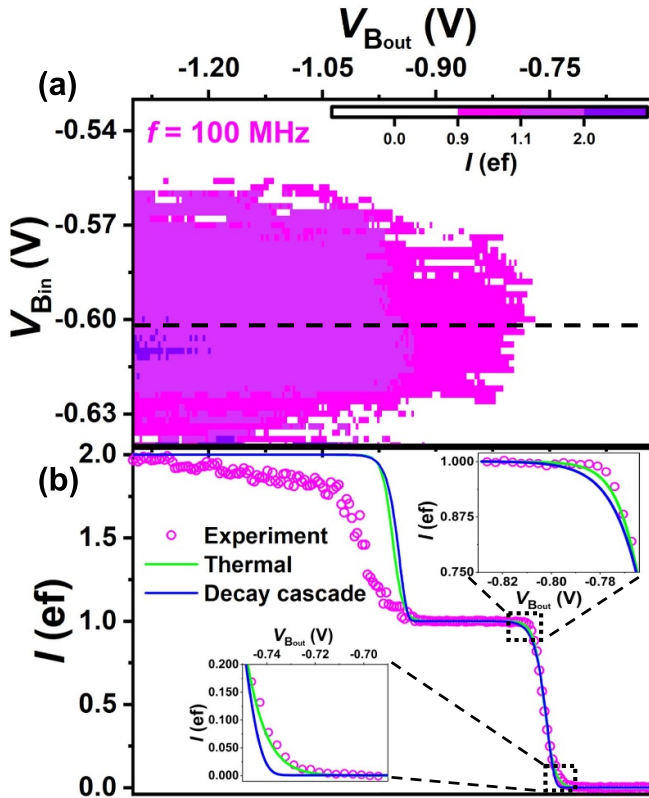 V_Bout (V)
-1.20 -1.05 -0.90 -0.75
(a)
f = 100 MHz
0.0 0.9 1.1 2.0
I (ef)
V_Bin (V)
-0.54
-0.57
-0.60
-0.63
(b)
I (ef)
2.0
1.5
1.0
0.5
0.0
Experiment
Thermal
Decay cascade
I (ef)
1.000
0.875
0.750
-0.82 -0.80 -0.78
V_Bout (V)
V_Bout (V)
-0.74 -0.72 -0.70
I (ef)
0.200
0.150
0.100
0.050
0.000